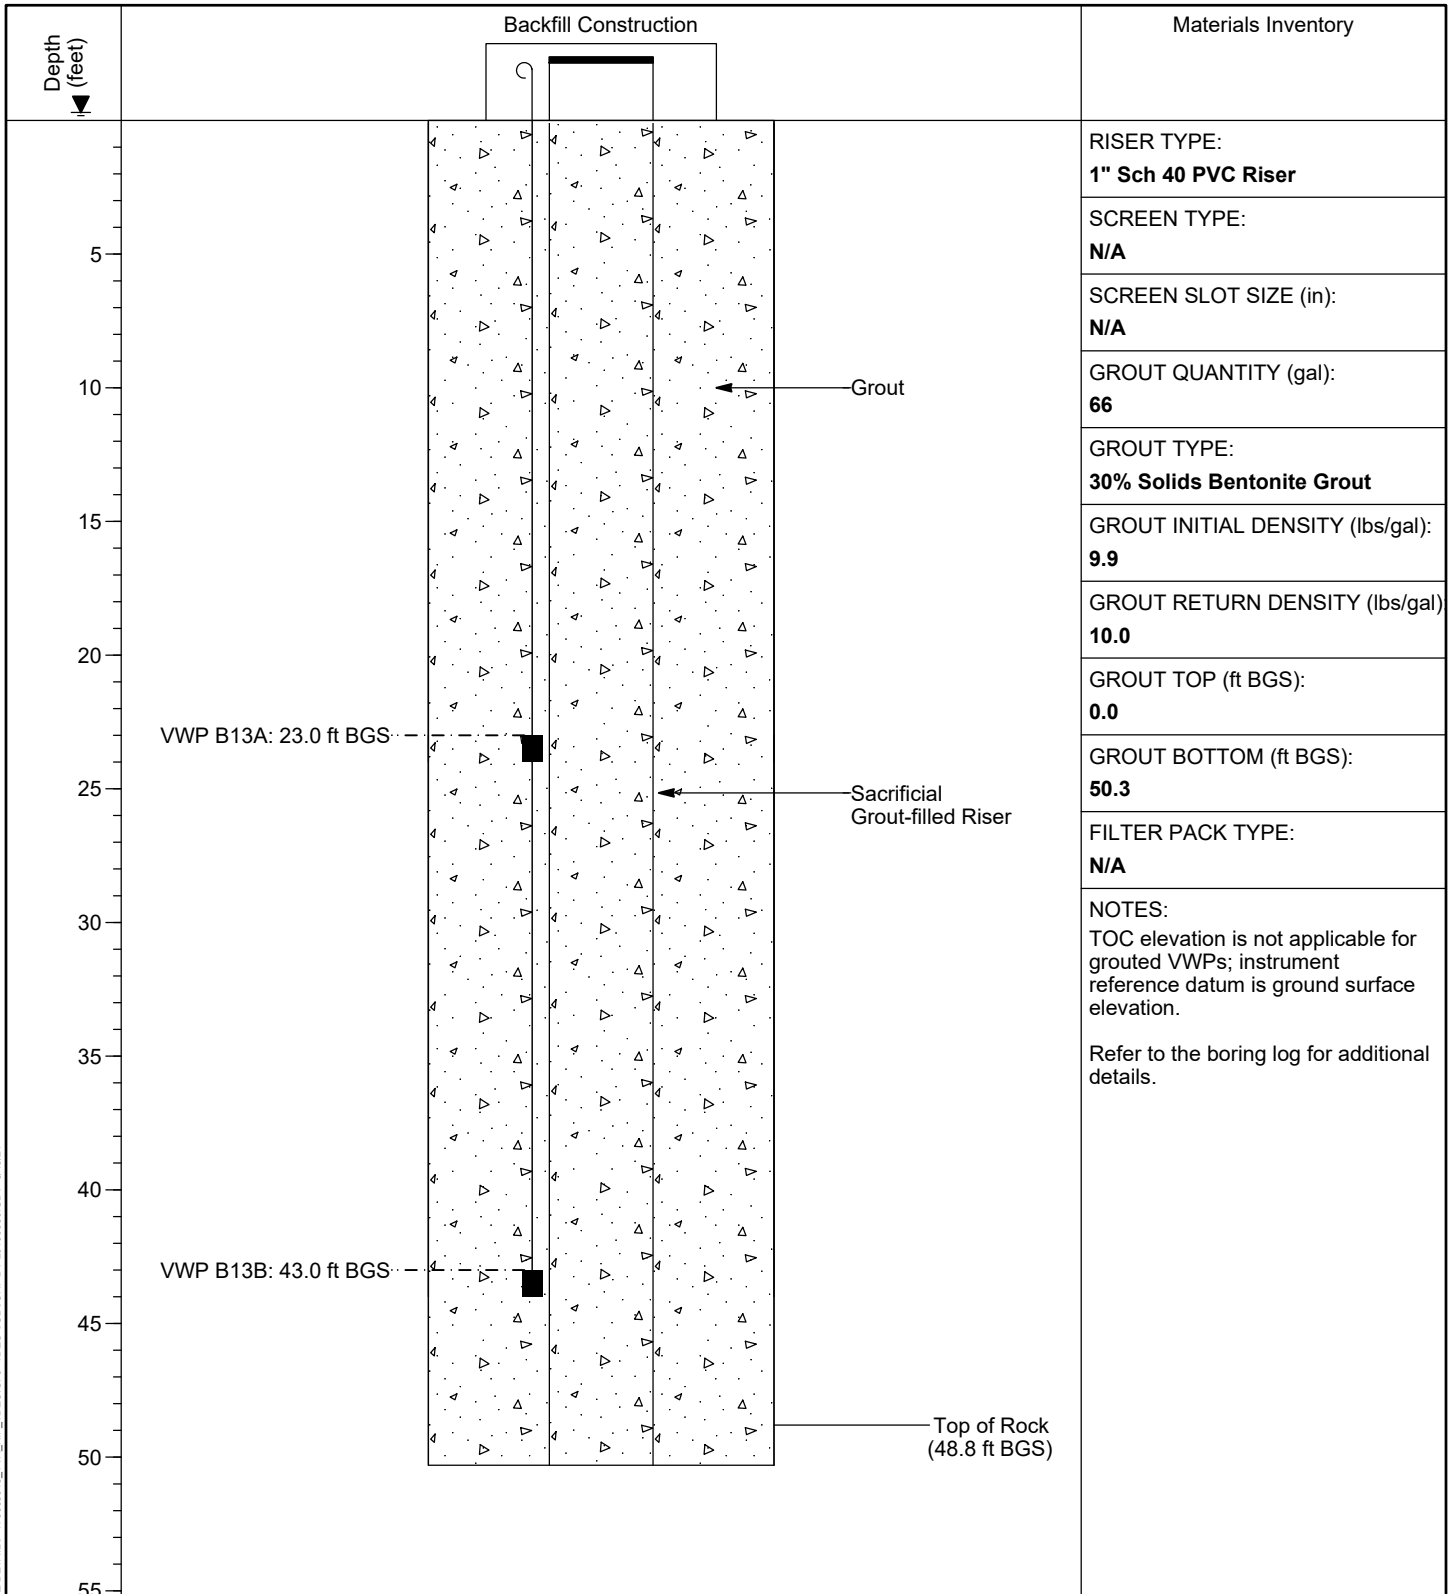 Depth
(feet)
Backfill Construction
Materials Inventory
RISER TYPE:
1" Sch 40 PVC Riser
SCREEN TYPE:
N/A
SCREEN SLOT SIZE (in):
N/A
GROUT QUANTITY (gal):
66
GROUT TYPE:
30% Solids Bentonite Grout
GROUT INITIAL DENSITY (lbs/gal):
9.9
GROUT RETURN DENSITY (lbs/gal):
10.0
GROUT TOP (ft BGS):
0.0
GROUT BOTTOM (ft BGS):
50.3
FILTER PACK TYPE:
N/A
NOTES:
TOC elevation is not applicable for
grouted VWPs; instrument
reference datum is ground surface
elevation.
Refer to the boring log for additional
details.
5
10
15
20
25
30
35
40
45
50
55
Grout
VWP B13A: 23.0 ft BGS
Sacrificial
Grout-filled Riser
VWP B13B: 43.0 ft BGS
Top of Rock
(48.8 ft BGS)